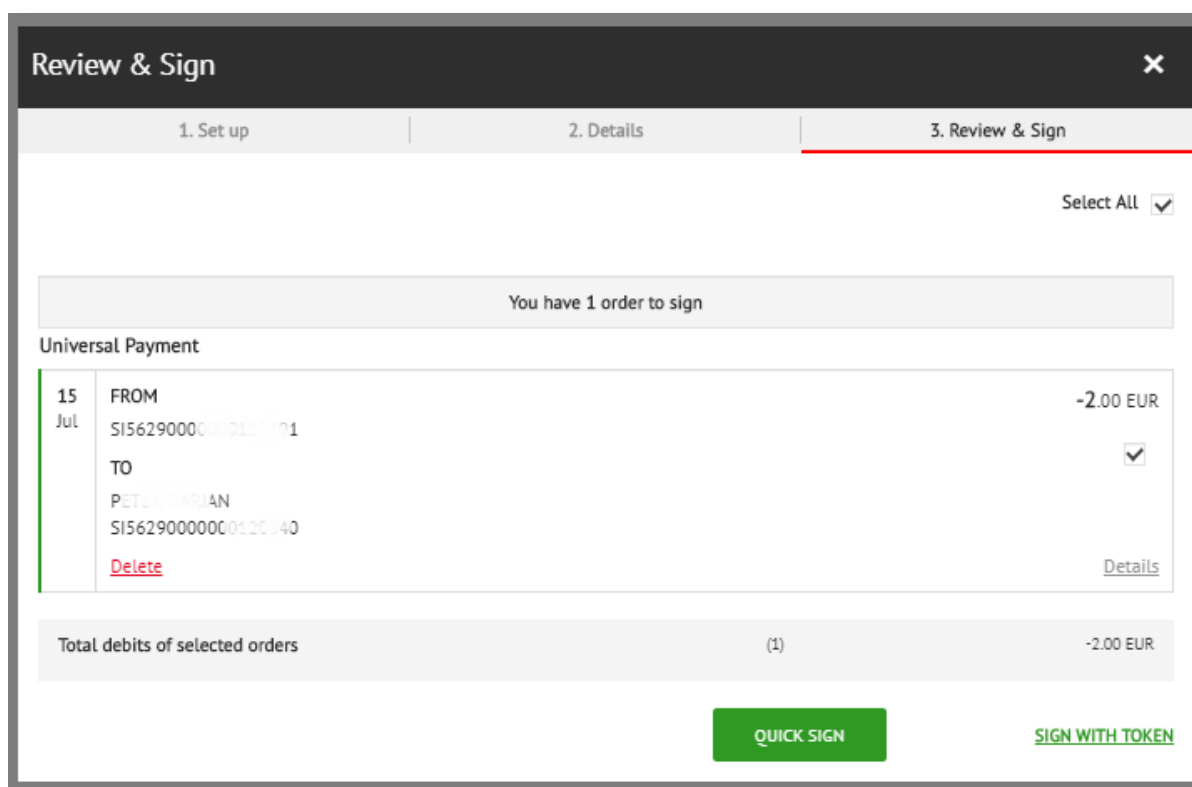 Review & Sign
1. Set up
2. Details
3. Review & Sign
Select All
You have 1 order to sign
Universal Payment
15
Jul
FROM
-2.00 EUR
TO
Delete
Details
Total debits of selected orders
(1)
-2.00 EUR
QUICK SIGN
SIGN WITH TOKEN